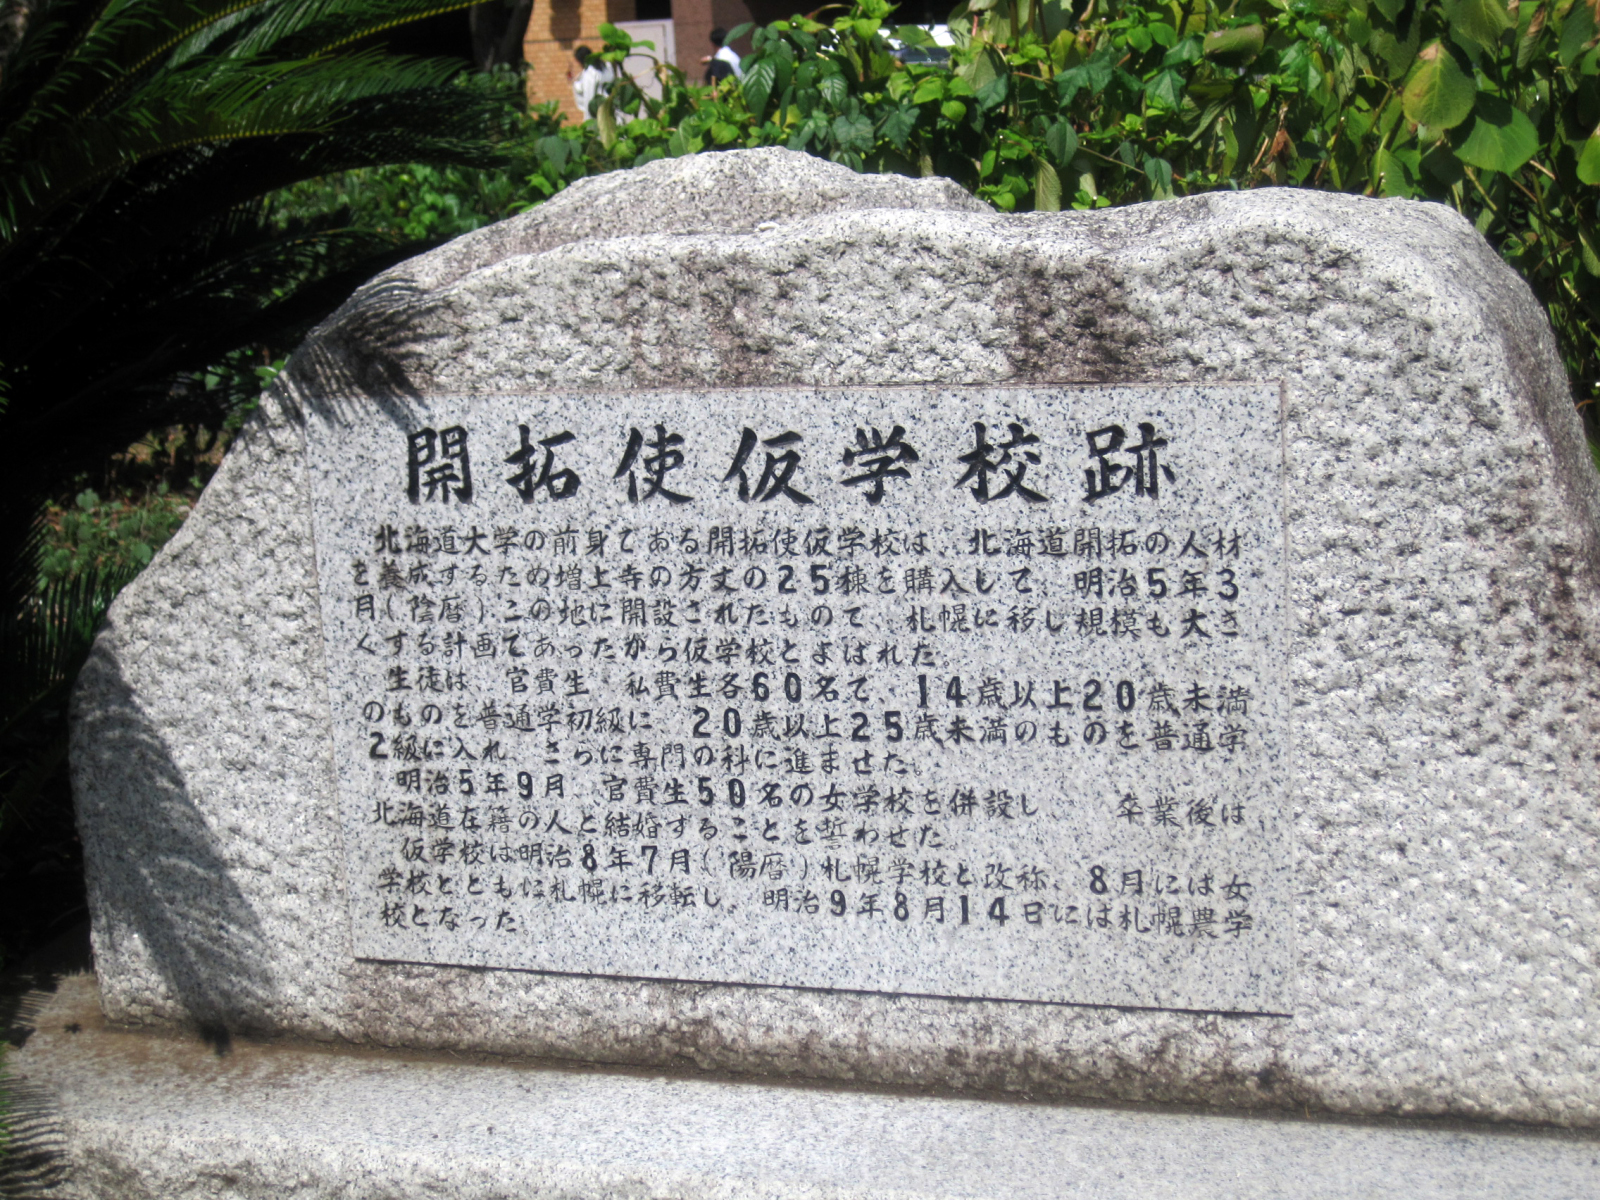 開拓使仮学校跡
北海道大学の前身である開拓使仮学校は、北海道開拓の人材
を養成するため増上寺の方丈の25棟を購入して、明治5年3
月(陰暦)この地に開設されたもので、札幌に移し規模も大き
くする計画であったから仮学校とよばれた。
生徒は、官費生、私費生各60名で、14歳以上20歳未満
のものを普通学初級に、20歳以上25歳未満のものを普通学
2級に入れ、さらに専門の科に進ませた。
明治5年9月、官費生50名の女学校を併設し、卒業後は
北海道在籍の人と結婚することを誓わせた。
仮学校は明治8年7月(陽暦)札幌学校と改称、8月には女
学校とともに札幌に移転し、明治9年8月14日には札幌農学
校となった